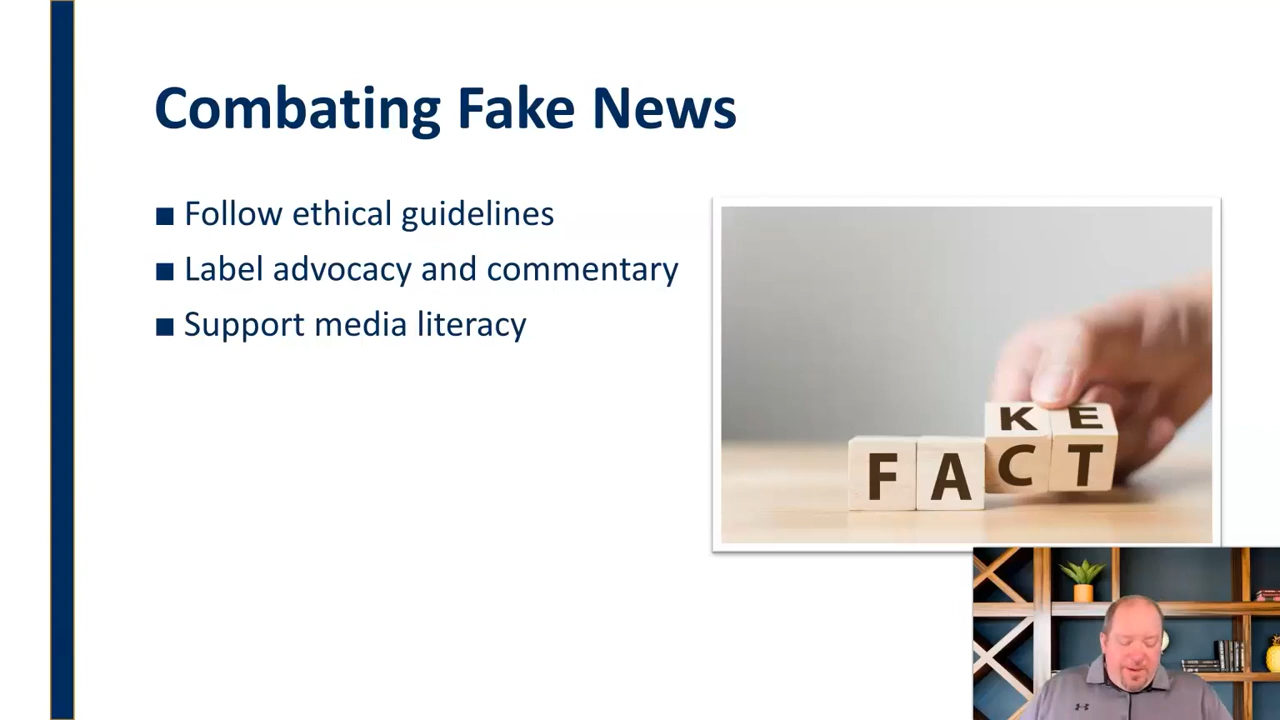 Combating Fake News
■ Follow ethical guidelines
■ Label advocacy and commentary
■ Support media literacy
K E
F A C T